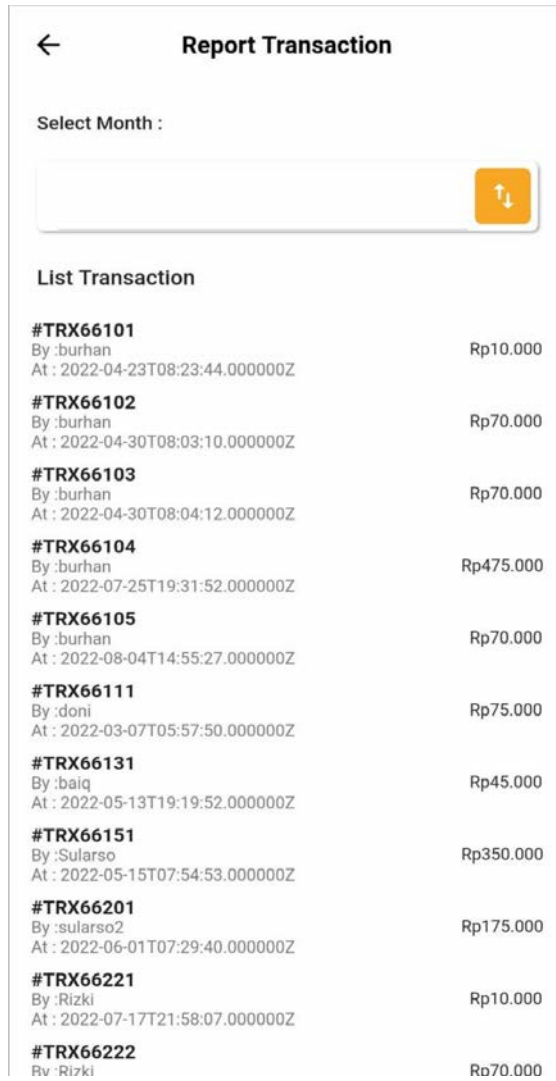 Report Transaction
Select Month :
List Transaction
#TRX66101
By :burhan
Rp10.000
At : 2022-04-23T08:23:44.000000Z
#TRX66102
By :burhan
Rp70.000
At : 2022-04-30T08:03:10.000000Z
#TRX66103
By :burhan
Rp70.000
At : 2022-04-30T08:04:12.000000Z
#TRX66104
By :burhan
Rp475.000
At : 2022-07-25T19:31:52.000000Z
#TRX66105
By :burhan
Rp70.000
At : 2022-08-04T14:55:27.000000Z
#TRX66111
By :doni
Rp75.000
At : 2022-03-07T05:57:50.000000Z
#TRX66131
By :baiq
Rp45.000
At : 2022-05-13T19:19:52.000000Z
#TRX66151
By :Sularso
Rp350.000
At : 2022-05-15T07:54:53.000000Z
#TRX66201
By :sularso2
Rp175.000
At : 2022-06-01T07:29:40.000000Z
#TRX66221
By :Rizki
Rp10.000
At : 2022-07-17T21:58:07.000000Z
#TRX66222
By :Rizki
Rp70.000